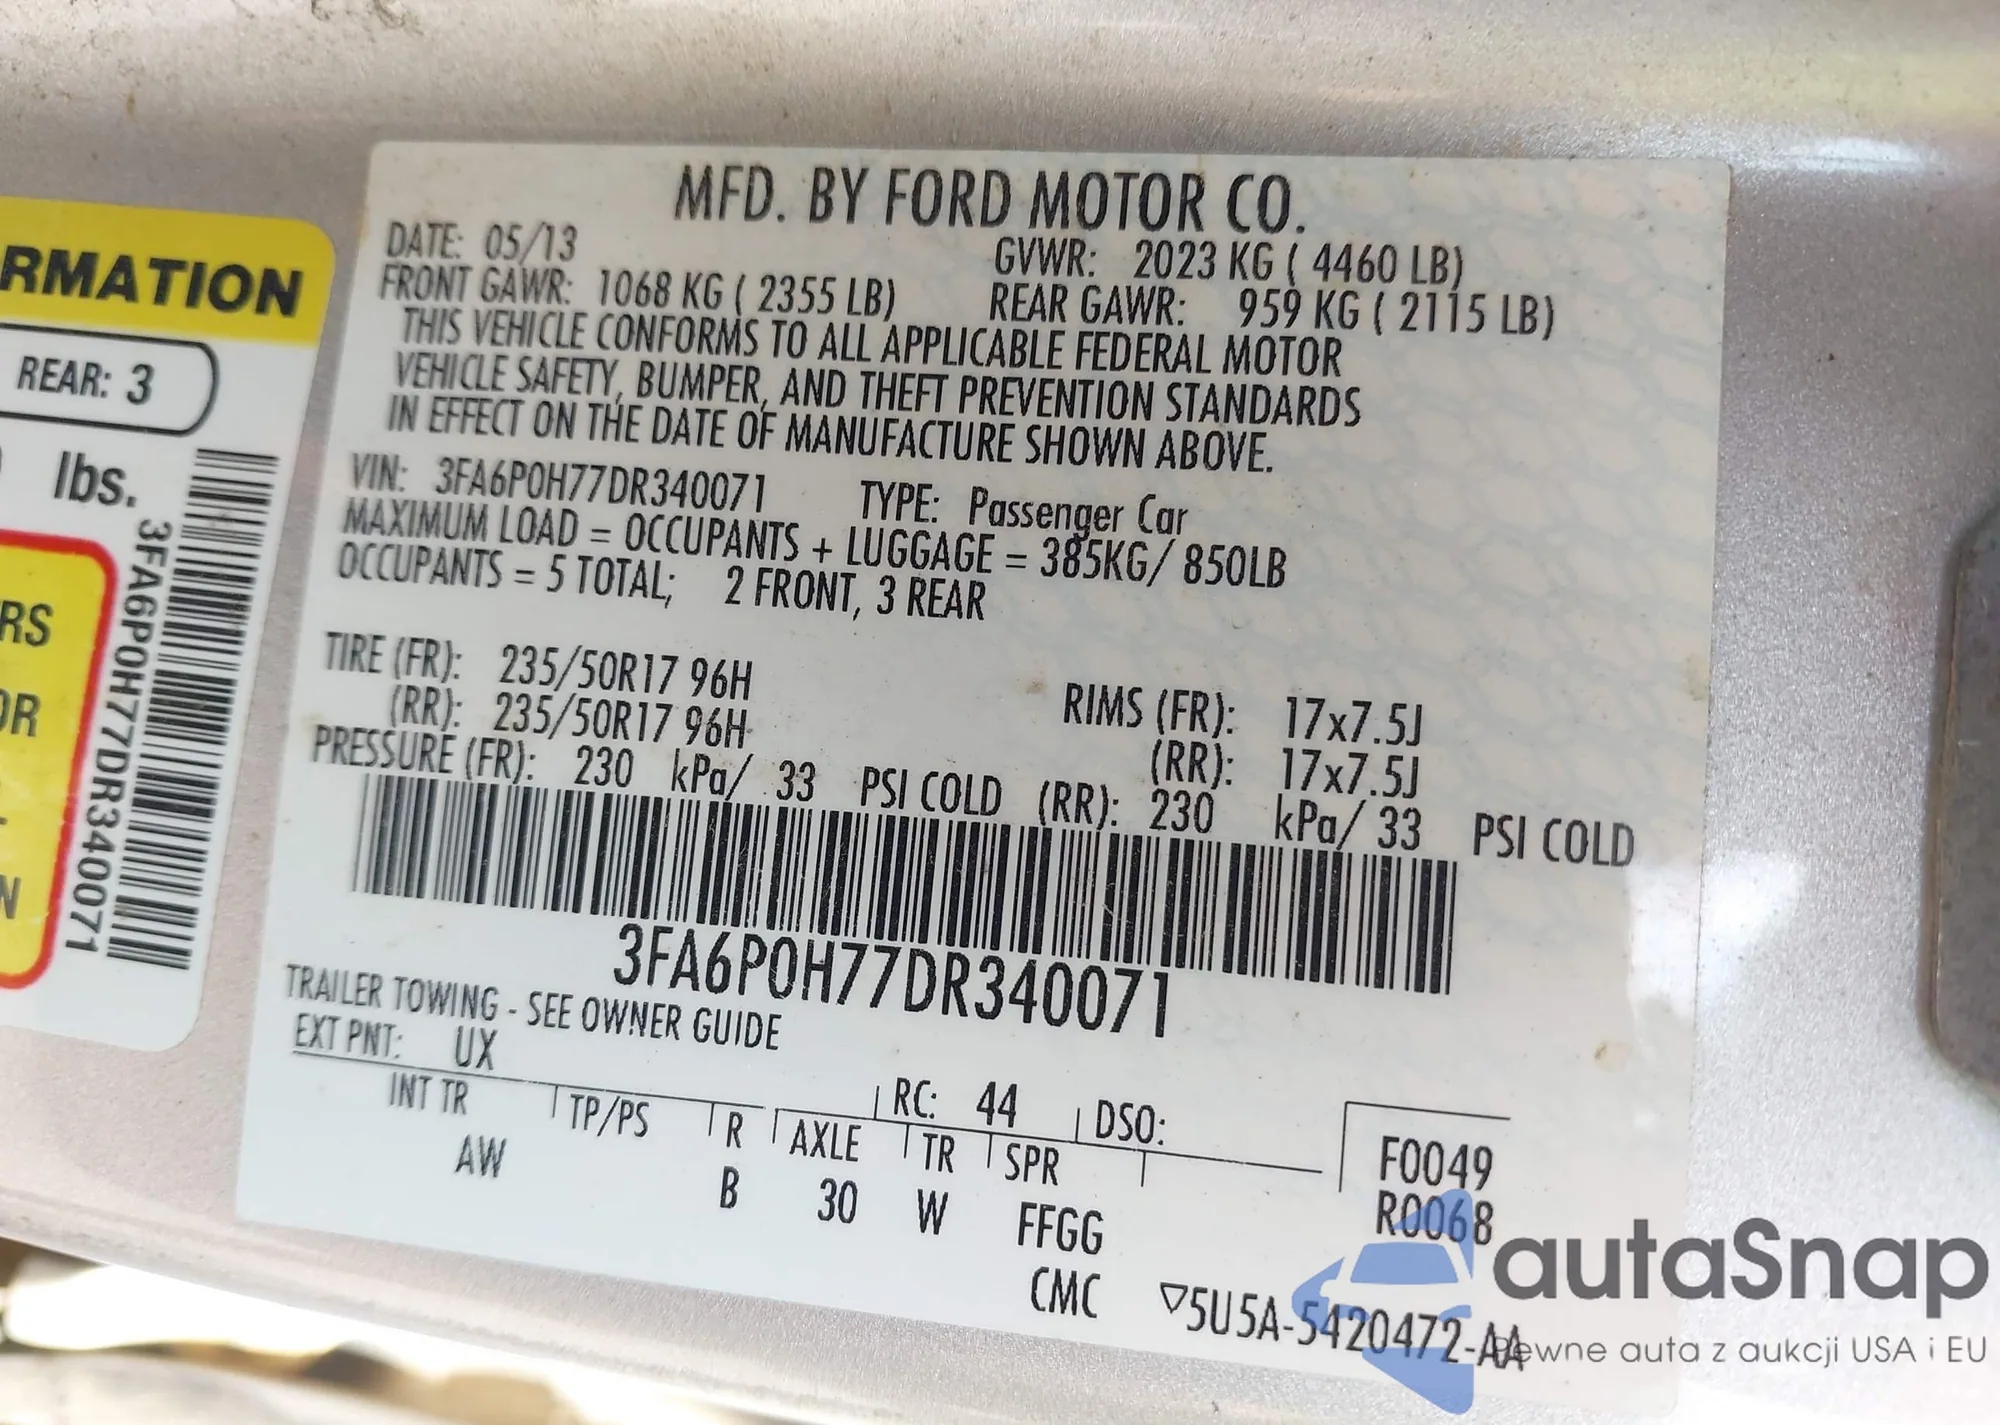 RMATION
REAR: 3
lbs.
3FA6P0H77DR340071
RS
OR
N
MFD. BY FORD MOTOR CO.
DATE: 05/13 GVWR: 2023 KG ( 4460 LB)
FRONT GAWR: 1068 KG ( 2355 LB) REAR GAWR: 959 KG ( 2115 LB)
THIS VEHICLE CONFORMS TO ALL APPLICABLE FEDERAL MOTOR
VEHICLE SAFETY, BUMPER, AND THEFT PREVENTION STANDARDS
IN EFFECT ON THE DATE OF MANUFACTURE SHOWN ABOVE.
VIN: 3FA6P0H77DR340071 TYPE: Passenger Car
MAXIMUM LOAD = OCCUPANTS + LUGGAGE = 385KG/ 850LB
OCCUPANTS = 5 TOTAL; 2 FRONT, 3 REAR
TIRE (FR): 235/50R17 96H RIMS (FR): 17x7.5J
(RR): 235/50R17 96H (RR): 17x7.5J
PRESSURE (FR): 230 kPa/ 33 PSI COLD (RR): 230 kPa/ 33 PSI COLD
3FA6P0H77DR340071
TRAILER TOWING - SEE OWNER GUIDE
EXT PNT: UX RC: 44 DSO:
INT TR TP/PS R AXLE TR SPR F0049
AW B 30 W FFGG R0068
CMC ▽5U5A-5420472-AA
autaSnap
Pewne auta z aukcji USA i EU